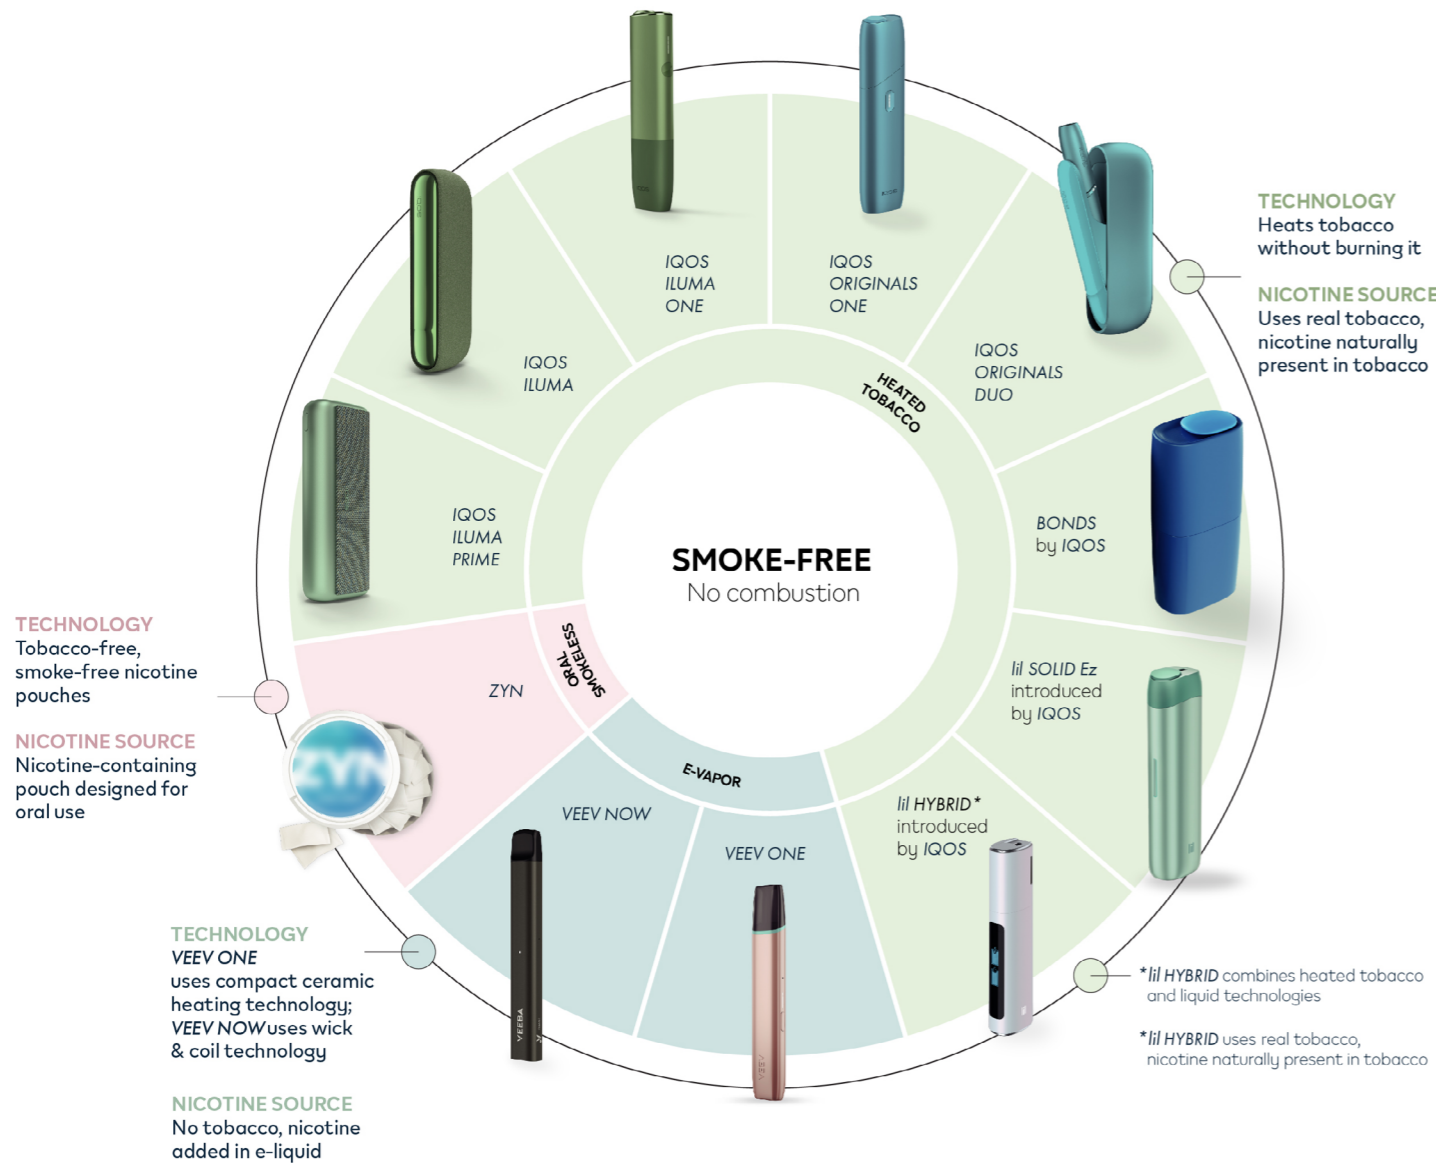 IQOS
ILUMA
ONE
IQOS
ORIGINALS
ONE
IQOS
ORIGINALS
DUO
IQOS
ILUMA
IQOS
ILUMA
PRIME
HEATED
TOBACCO
SMOKE-FREE
No combustion
BONDS
by IQOS
lil SOLID Ez
introduced
by IQOS
lil HYBRID*
introduced
by IQOS
E-VAPOR
VEEV ONE
VEEV NOW
ORAL
SMOKELESS
ZYN
ZYN
VEEBA
TECHNOLOGY
Heats tobacco
without burning it
NICOTINE SOURCE
Uses real tobacco,
nicotine naturally
present in tobacco
TECHNOLOGY
Tobacco-free,
smoke-free nicotine
pouches
NICOTINE SOURCE
Nicotine-containing
pouch designed for
oral use
TECHNOLOGY
VEEV ONE
uses compact ceramic
heating technology;
VEEV NOW uses wick
& coil technology
NICOTINE SOURCE
No tobacco, nicotine
added in e-liquid
*lil HYBRID combines heated tobacco
and liquid technologies
*lil HYBRID uses real tobacco,
nicotine naturally present in tobacco